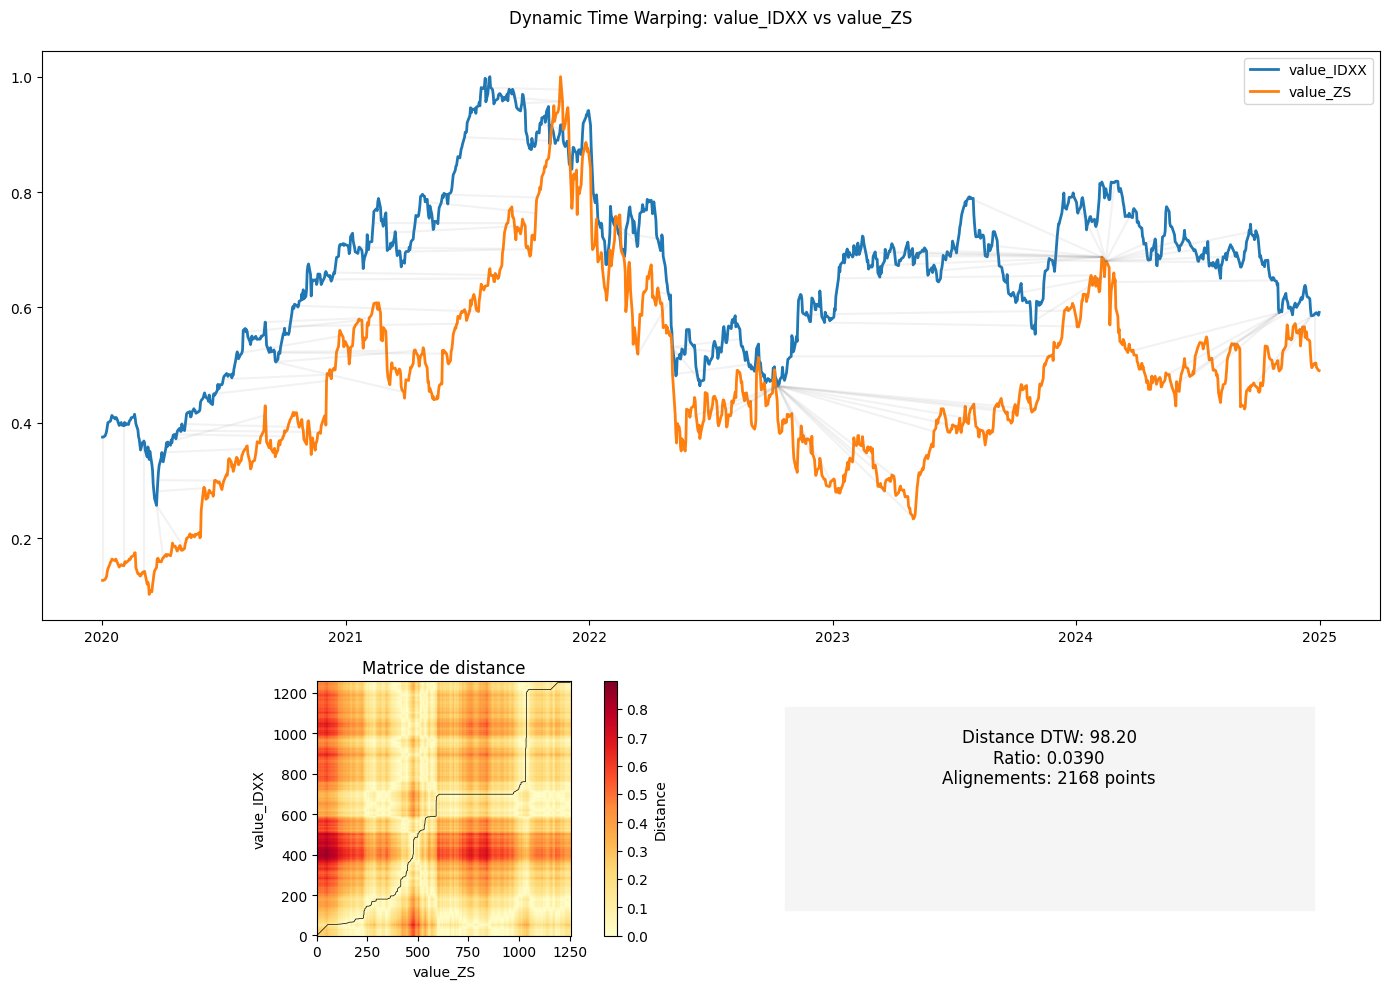 Dynamic Time Warping: value_IDXX vs value_ZS
value_IDXX
value_ZS
1.0
0.8
0.6
0.4
0.2
2020 2021 2022 2023 2024 2025
Matrice de distance
value_IDXX
1200
1000
800
600
400
200
0
0 250 500 750 1000 1250
value_ZS
0.8
0.7
0.6
0.5
0.4
0.3
0.2
0.1
0.0
Distance
Distance DTW: 98.20
Ratio: 0.0390
Alignements: 2168 points